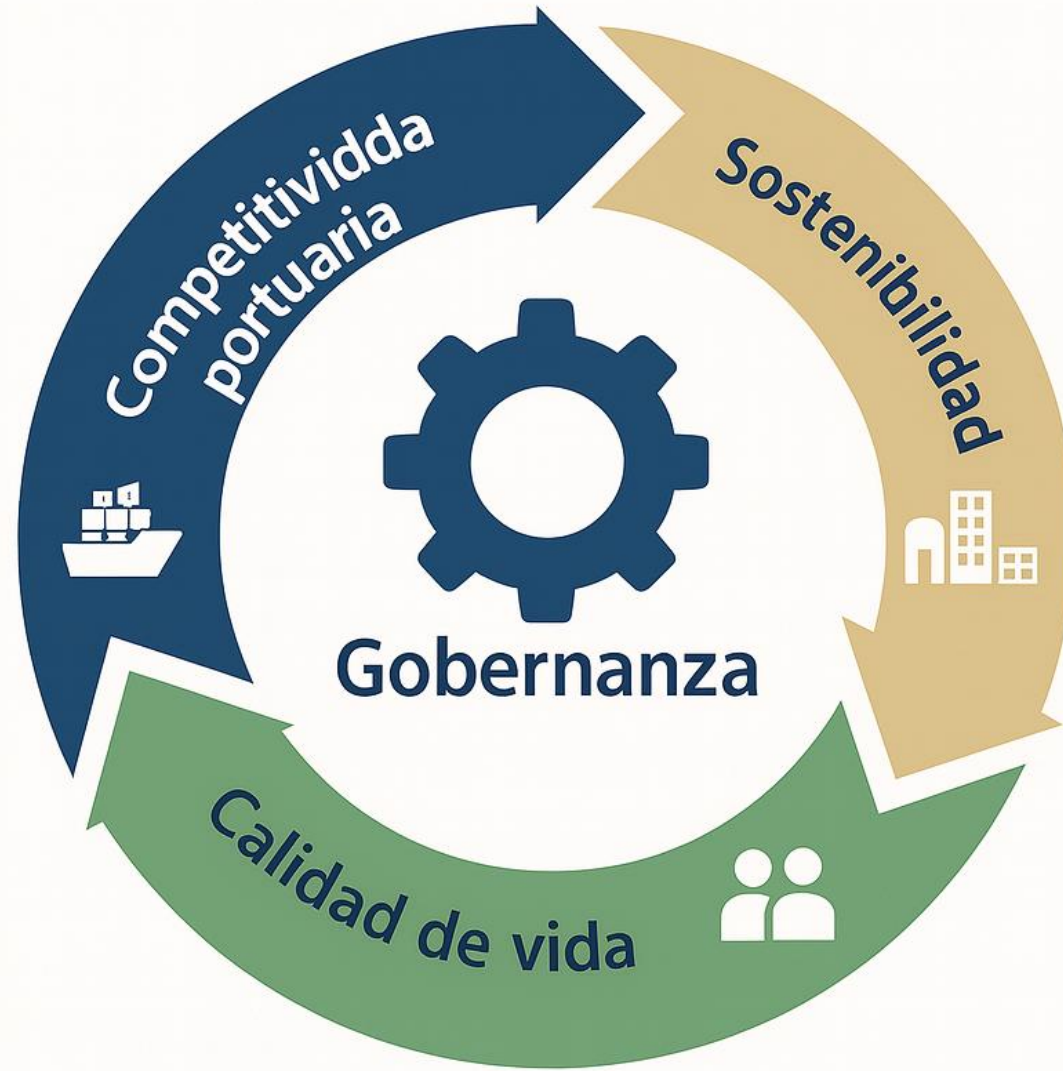 Competitividda
portuaria
Sostenibilidad
Gobernanza
Calidad de vida